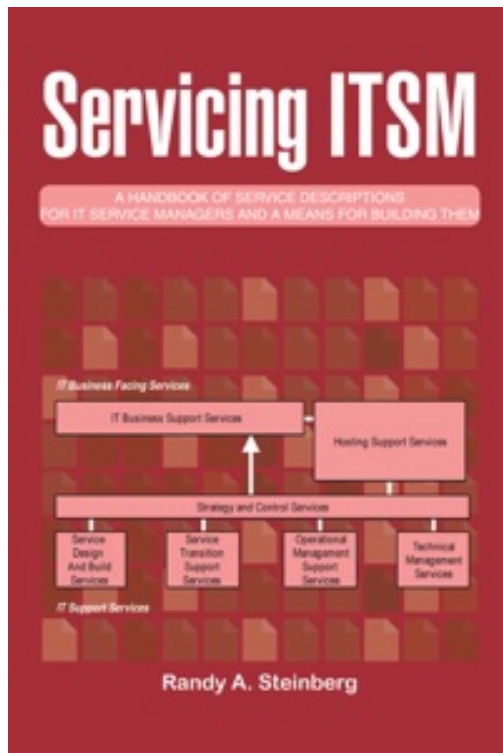 Servicing ITSM
A HANDBOOK OF SERVICE DESCRIPTIONS
FOR IT SERVICE MANAGERS AND A MEANS FOR BUILDING THEM
IT Business Facing Services
IT Business Support Services
Hosting Support Services
Strategy and Control Services
Service
Design
And Build
Services
Service
Transition
Support
Services
Operational
Management
Support
Services
Technical
Management
Services
IT Support Services
Randy A. Steinberg